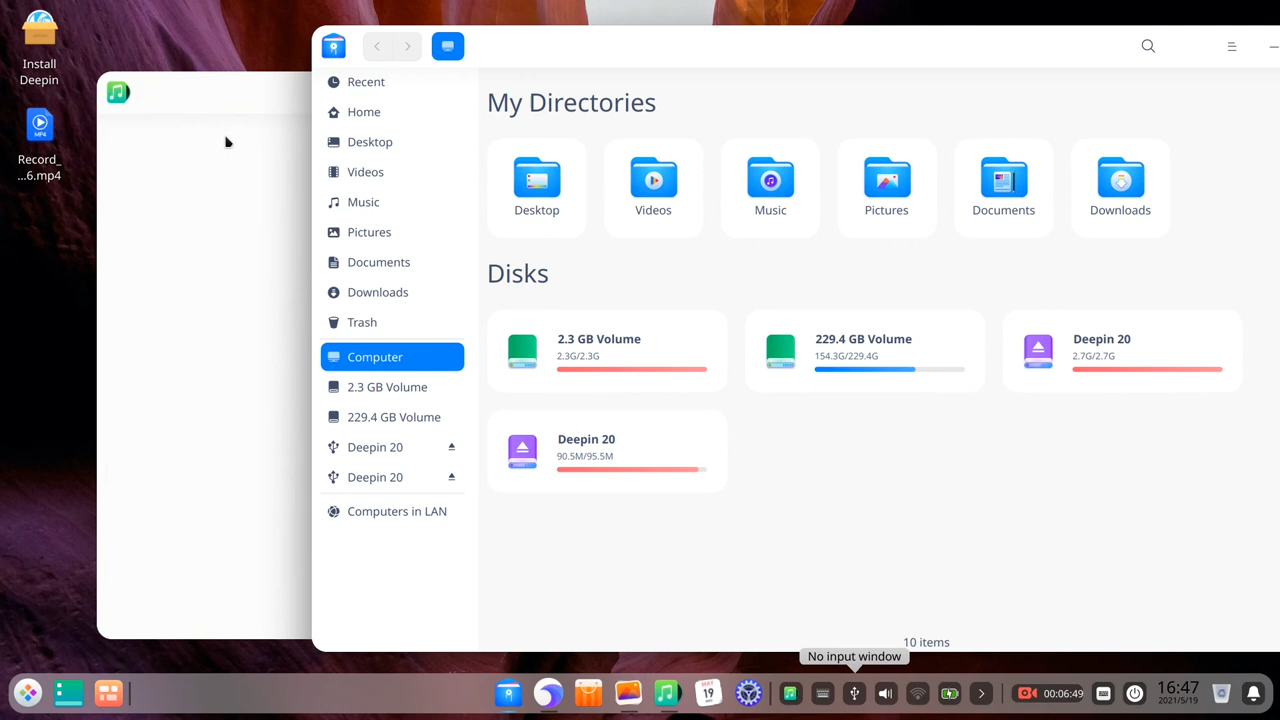 Install
Deepin
MP4
Record_
...6.mp4
Recent
Home
Desktop
Videos
Music
Pictures
Documents
Downloads
Trash
Computer
2.3 GB Volume
229.4 GB Volume
Deepin 20
Deepin 20
Computers in LAN
My Directories
Desktop
Videos
Music
Pictures
Documents
Downloads
Disks
2.3 GB Volume
2.3G/2.3G
229.4 GB Volume
154.3G/229.4G
Deepin 20
2.7G/2.7G
Deepin 20
90.5M/95.5M
10 items
No input window
MAY
19
00:06:49
16:47
2021/5/19